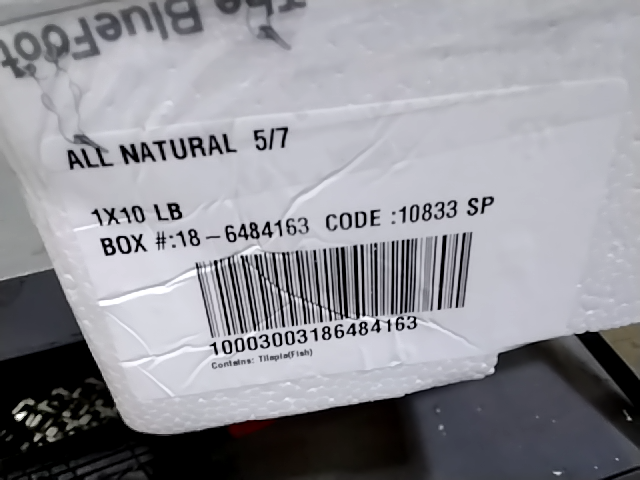 The BlueFoot
ALL NATURAL 5/7
1X10 LB
BOX #:18-6484163 CODE :10833 SP
10003003186484163
Contains: Tilapia(Fish)